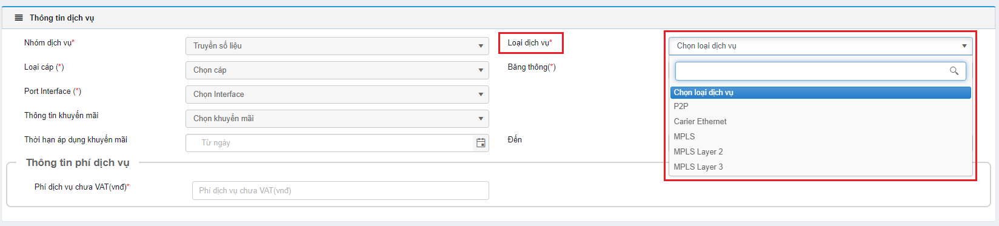 Thông tin dịch vụ
Nhóm dịch vụ*
Truyền số liệu
Loại dịch vụ*
Chọn loại dịch vụ
Loại cáp (*)
Chọn cáp
Băng thông(*)
Chọn loại dịch vụ
Port Interface (*)
Chọn Interface
P2P
Thông tin khuyến mãi
Chọn khuyến mãi
Carier Ethernet
MPLS
Thời hạn áp dụng khuyến mãi
Từ ngày
Đến
MPLS Layer 2
MPLS Layer 3
Thông tin phí dịch vụ
Phí dịch vụ chưa VAT(vnđ)*
Phí dịch vụ chưa VAT(vnđ)